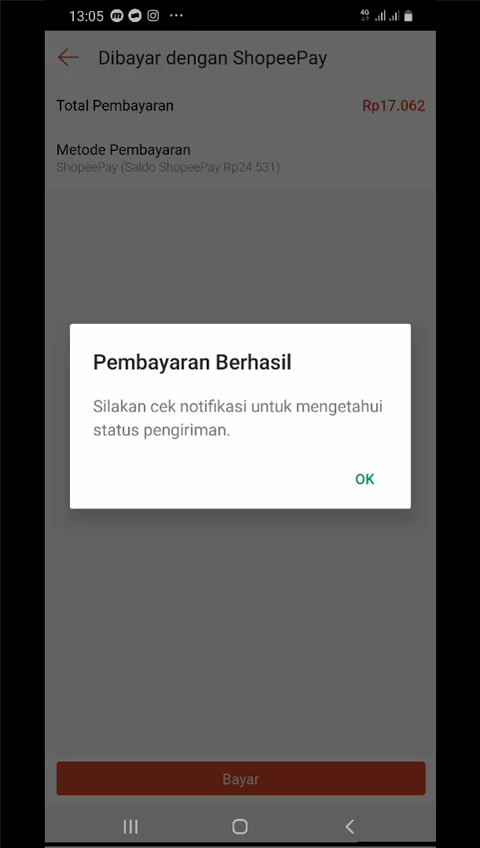 13:05
4G
Dibayar dengan ShopeePay
Total Pembayaran Rp17.062
Metode Pembayaran
ShopeePay (Saldo ShopeePay Rp24.531)
Pembayaran Berhasil
Silakan cek notifikasi untuk mengetahui
status pengiriman.
OK
Bayar